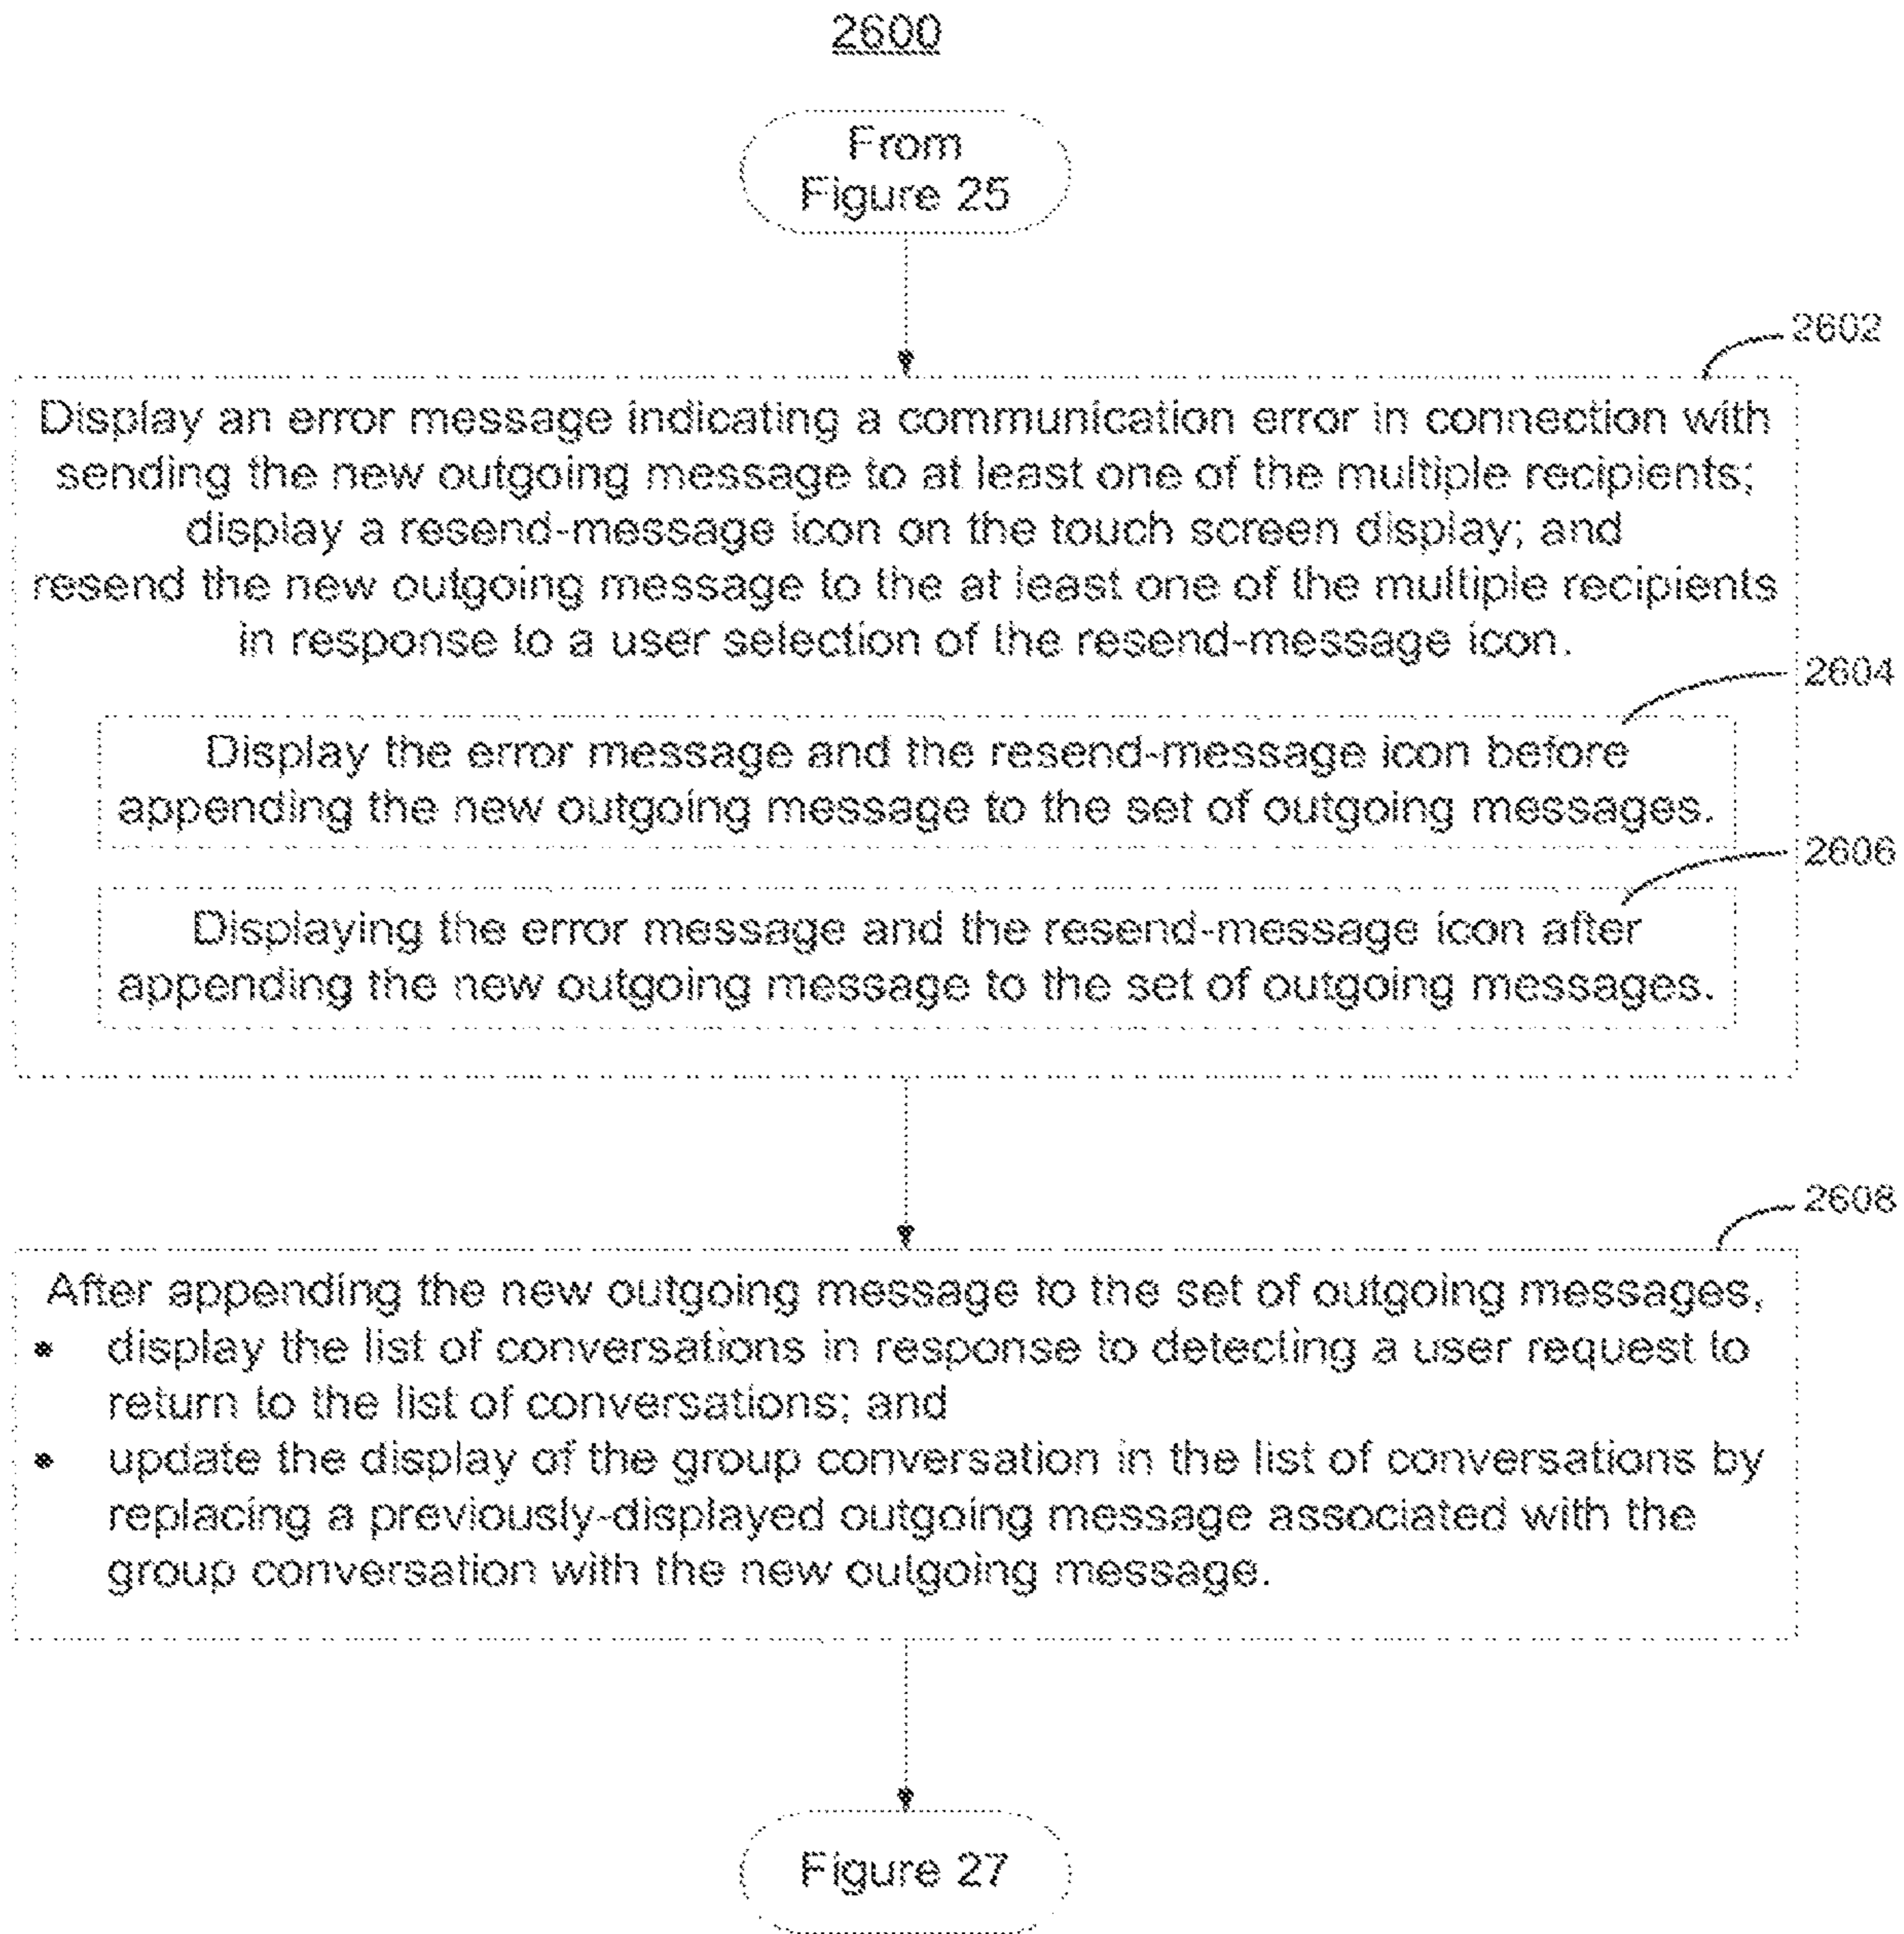 2600
From
Figure 25
2602
Display an error message indicating a communication error in connection with
sending the new outgoing message to at least one of the multiple recipients;
display a resend-message icon on the touch screen display; and
resend the new outgoing message to the at least one of the multiple recipients
in response to a user selection of the resend-message icon.
2604
Display the error message and the resend-message icon before
appending the new outgoing message to the set of outgoing messages.
2606
Displaying the error message and the resend-message icon after
appending the new outgoing message to the set of outgoing messages.
2608
After appending the new outgoing message to the set of outgoing messages,
• display the list of conversations in response to detecting a user request to
return to the list of conversations; and
• update the display of the group conversation in the list of conversations by
replacing a previously-displayed outgoing message associated with the
group conversation with the new outgoing message.
Figure 27